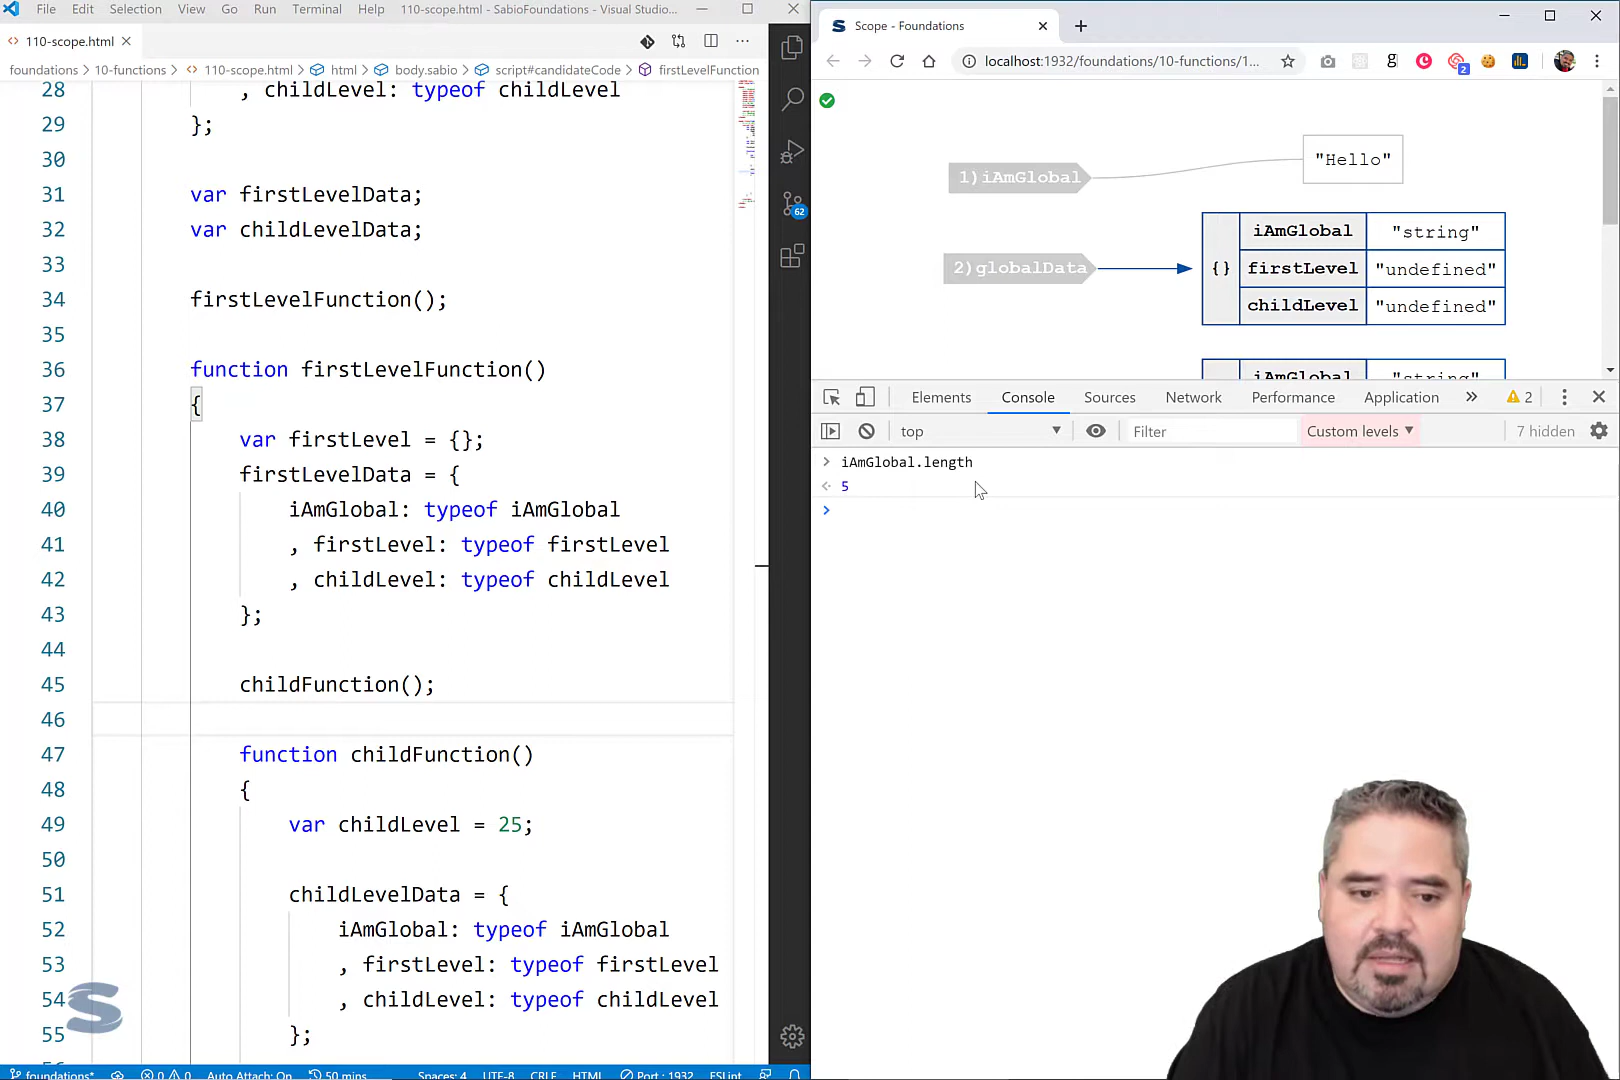 File Edit Selection View Go Run Terminal Help 110-scope.html - SabioFoundations - Visual Studio...
110-scope.html
foundations > 10-functions > 110-scope.html > html > body.sabio > script#candidateCode > firstLevelFunction
28 , childLevel: typeof childLevel
29 };
30
31 var firstLevelData;
32 var childLevelData;
33
34 firstLevelFunction();
35
36 function firstLevelFunction()
37 {
38 var firstLevel = {};
39 firstLevelData = {
40 iAmGlobal: typeof iAmGlobal
41 , firstLevel: typeof firstLevel
42 , childLevel: typeof childLevel
43 };
44
45 childFunction();
46
47 function childFunction()
48 {
49 var childLevel = 25;
50
51 childLevelData = {
52 iAmGlobal: typeof iAmGlobal
53 , firstLevel: typeof firstLevel
54 , childLevel: typeof childLevel
55 };
foundations* 0 0 Auto Attach: On 50 mins Spaces: 4 UTF-8 CRLF HTML Port : 1932 ESLint
62
Scope - Foundations
localhost:1932/foundations/10-functions/1...
g
2
1)iAmGlobal
"Hello"
2)globalData
{}
iAmGlobal "string"
firstLevel "undefined"
childLevel "undefined"
iAmGlobal "string"
Elements Console Sources Network Performance Application » 2
top Filter Custom levels 7 hidden
> iAmGlobal.length
5
>